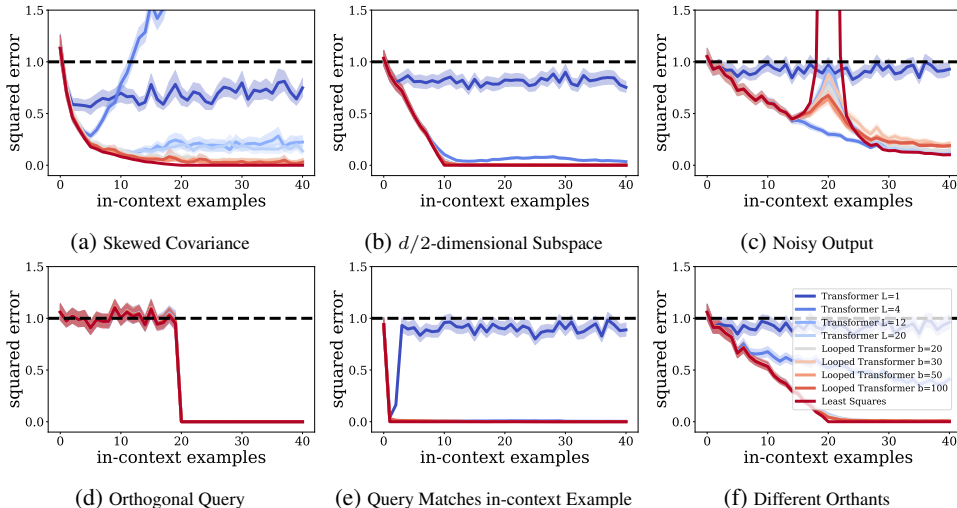 squared error
1.5
1.0
0.5
0.0
0
10
20
30
40
in-context examples
(a) Skewed Covariance
squared error
1.5
1.0
0.5
0.0
0
10
20
30
40
in-context examples
(b) d/2-dimensional Subspace
squared error
1.5
1.0
0.5
0.0
0
10
20
30
40
in-context examples
(c) Noisy Output
squared error
1.5
1.0
0.5
0.0
0
10
20
30
40
in-context examples
(d) Orthogonal Query
squared error
1.5
1.0
0.5
0.0
0
10
20
30
40
in-context examples
(e) Query Matches in-context Example
squared error
1.5
1.0
0.5
0.0
0
10
20
30
40
in-context examples
Transformer L=1
Transformer L=4
Transformer L=12
Transformer L=20
Looped Transformer b=20
Looped Transformer b=30
Looped Transformer b=50
Looped Transformer b=100
Least Squares
(f) Different Orthants